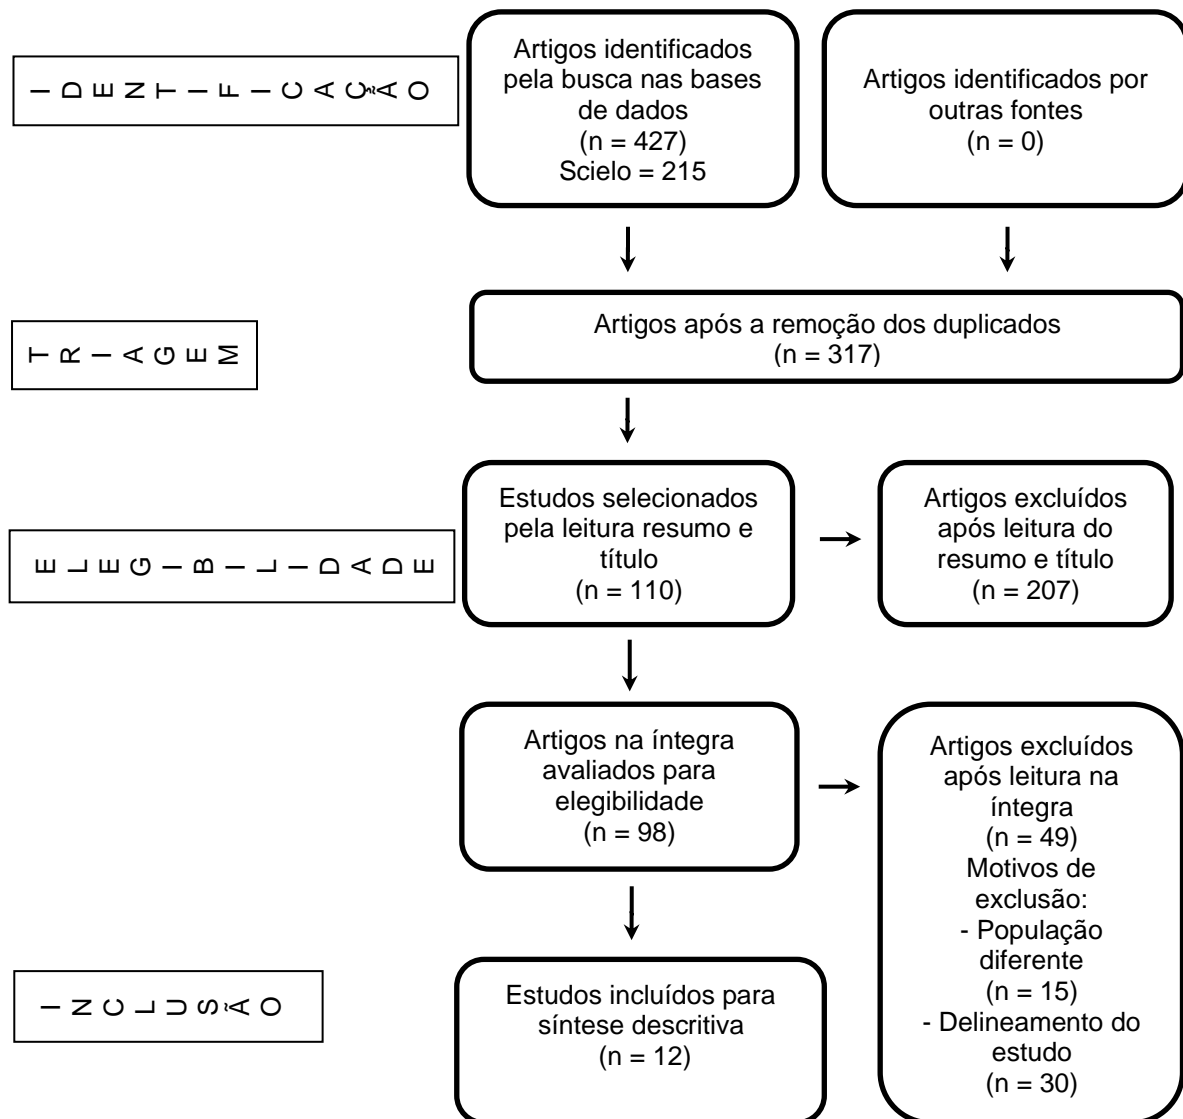 IDENTIFICAÇÃO
Artigos identificados
pela busca nas bases
de dados
(n = 427)
Scielo = 215
Artigos identificados por
outras fontes
(n = 0)
TRIAGEM
Artigos após a remoção dos duplicados
(n = 317)
ELEGIBILIDADE
Estudos selecionados
pela leitura resumo e
título
(n = 110)
Artigos excluídos
após leitura do
resumo e título
(n = 207)
Artigos na íntegra
avaliados para
elegibilidade
(n = 98)
Artigos excluídos
após leitura na
íntegra
(n = 49)
Motivos de
exclusão:
- População
diferente
(n = 15)
- Delineamento do
estudo
(n = 30)
INCLUSÃO
Estudos incluídos para
síntese descritiva
(n = 12)